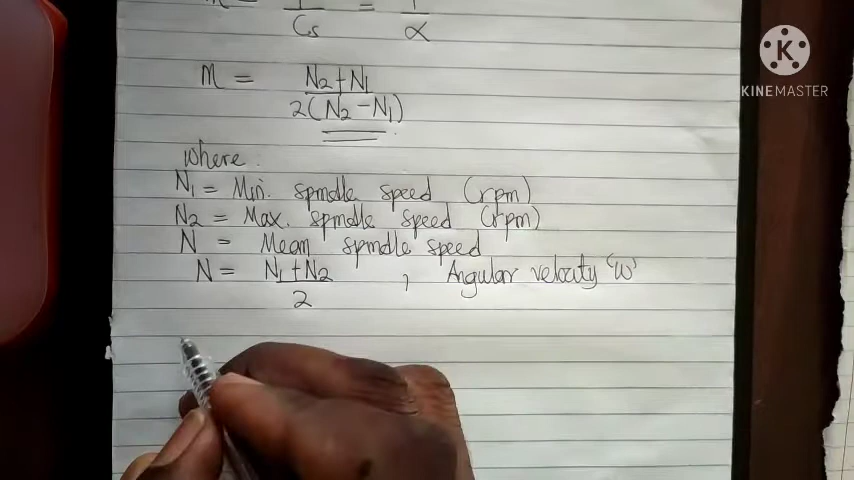 Cs α
m = N2+N1
2(N2-N1)
where:
N1 = Min. spindle speed (rpm)
N2 = Max. spindle speed (rpm)
N = Mean spindle speed
N = N1+N2 , Angular velocity 'ω'
2
K
KINEMASTER